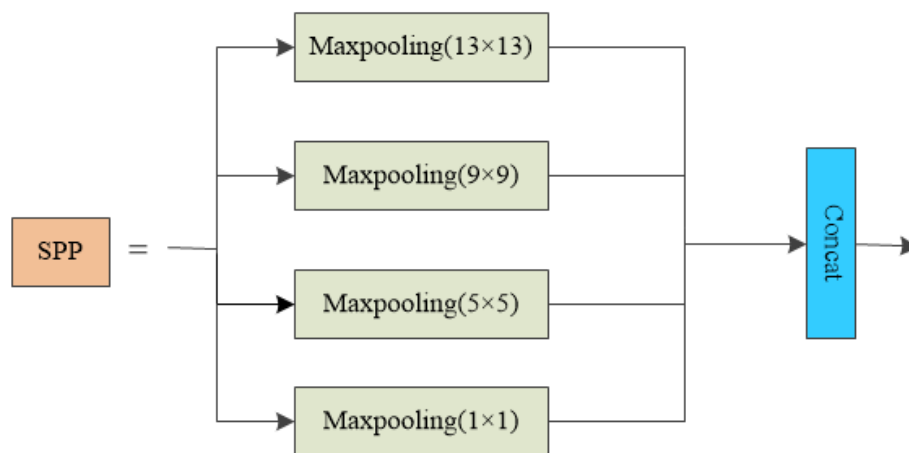 Maxpooling(13×13)
Maxpooling(9×9)
SPP
=
Maxpooling(5×5)
Maxpooling(1×1)
Concat